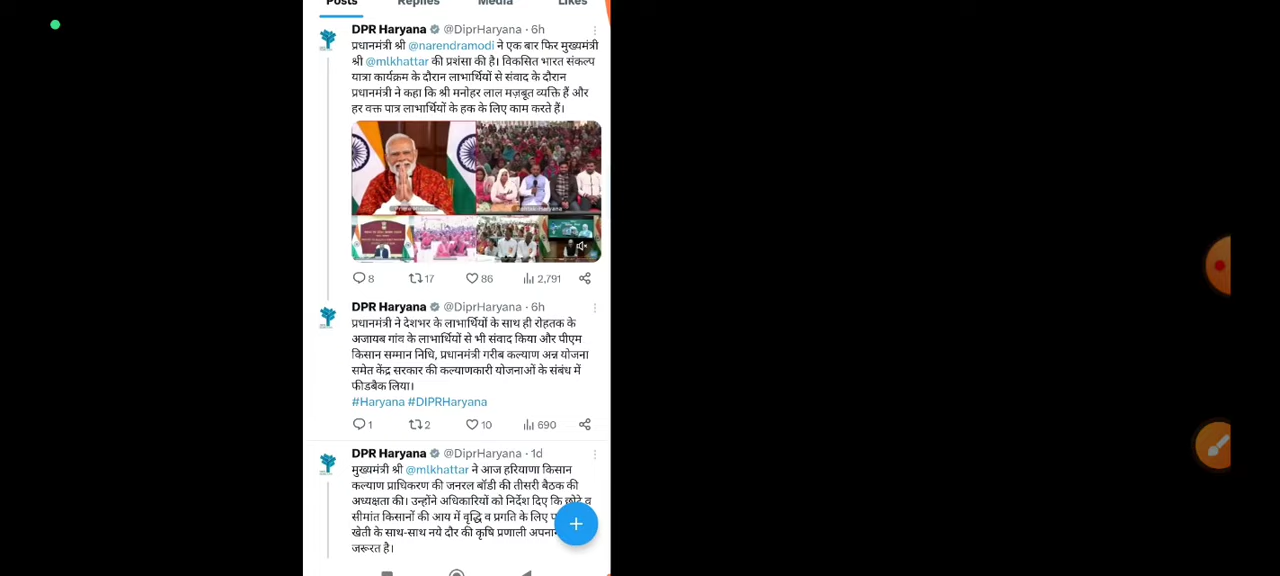 Posts Replies Media Likes
DPR Haryana @DiprHaryana · 6h
प्रधानमंत्री श्री @narendramodi ने एक बार फिर मुख्यमंत्री
श्री @mlkhattar की प्रशंसा की है। विकसित भारत संकल्प
यात्रा कार्यक्रम के दौरान लाभार्थियों से संवाद के दौरान
प्रधानमंत्री ने कहा कि श्री मनोहर लाल मज़बूत व्यक्ति हैं और
हर वक्त पात्र लाभार्थियों के हक के लिए काम करते हैं।
8 17 86 2,791
DPR Haryana @DiprHaryana · 6h
प्रधानमंत्री ने देशभर के लाभार्थियों के साथ ही रोहतक के
अजायब गांव के लाभार्थियों से भी संवाद किया और पीएम
किसान सम्मान निधि, प्रधानमंत्री गरीब कल्याण अन्न योजना
समेत केंद्र सरकार की कल्याणकारी योजनाओं के संबंध में
फीडबैक लिया।
#Haryana #DIPRHaryana
1 2 10 690
DPR Haryana @DiprHaryana · 1d
मुख्यमंत्री श्री @mlkhattar ने आज हरियाणा किसान
कल्याण प्राधिकरण की जनरल बॉडी की तीसरी बैठक की
अध्यक्षता की। उन्होंने अधिकारियों को निर्देश दिए कि छोटे व
सीमांत किसानों की आय में वृद्धि व प्रगति के लिए
खेती के साथ-साथ नये दौर की कृषि प्रणाली
जरूरत है।